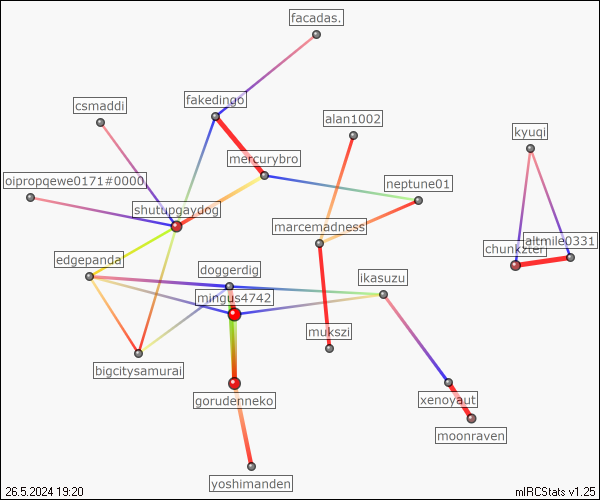 facadas.
csmaddi
fakedingo
alan1002
kyuqi
mercurybro
oipropqewe0171#0000
neptune01
shutupgaydog
marcemadness
altmile0331
chunkzter
edgepanda
doggerdig
ikasuzu
mingus4742
mukszi
bigcitysamurai
gorudenneko
xenoyaut
moonraven
yoshimanden
26.5.2024 19:20
mIRCStats v1.25